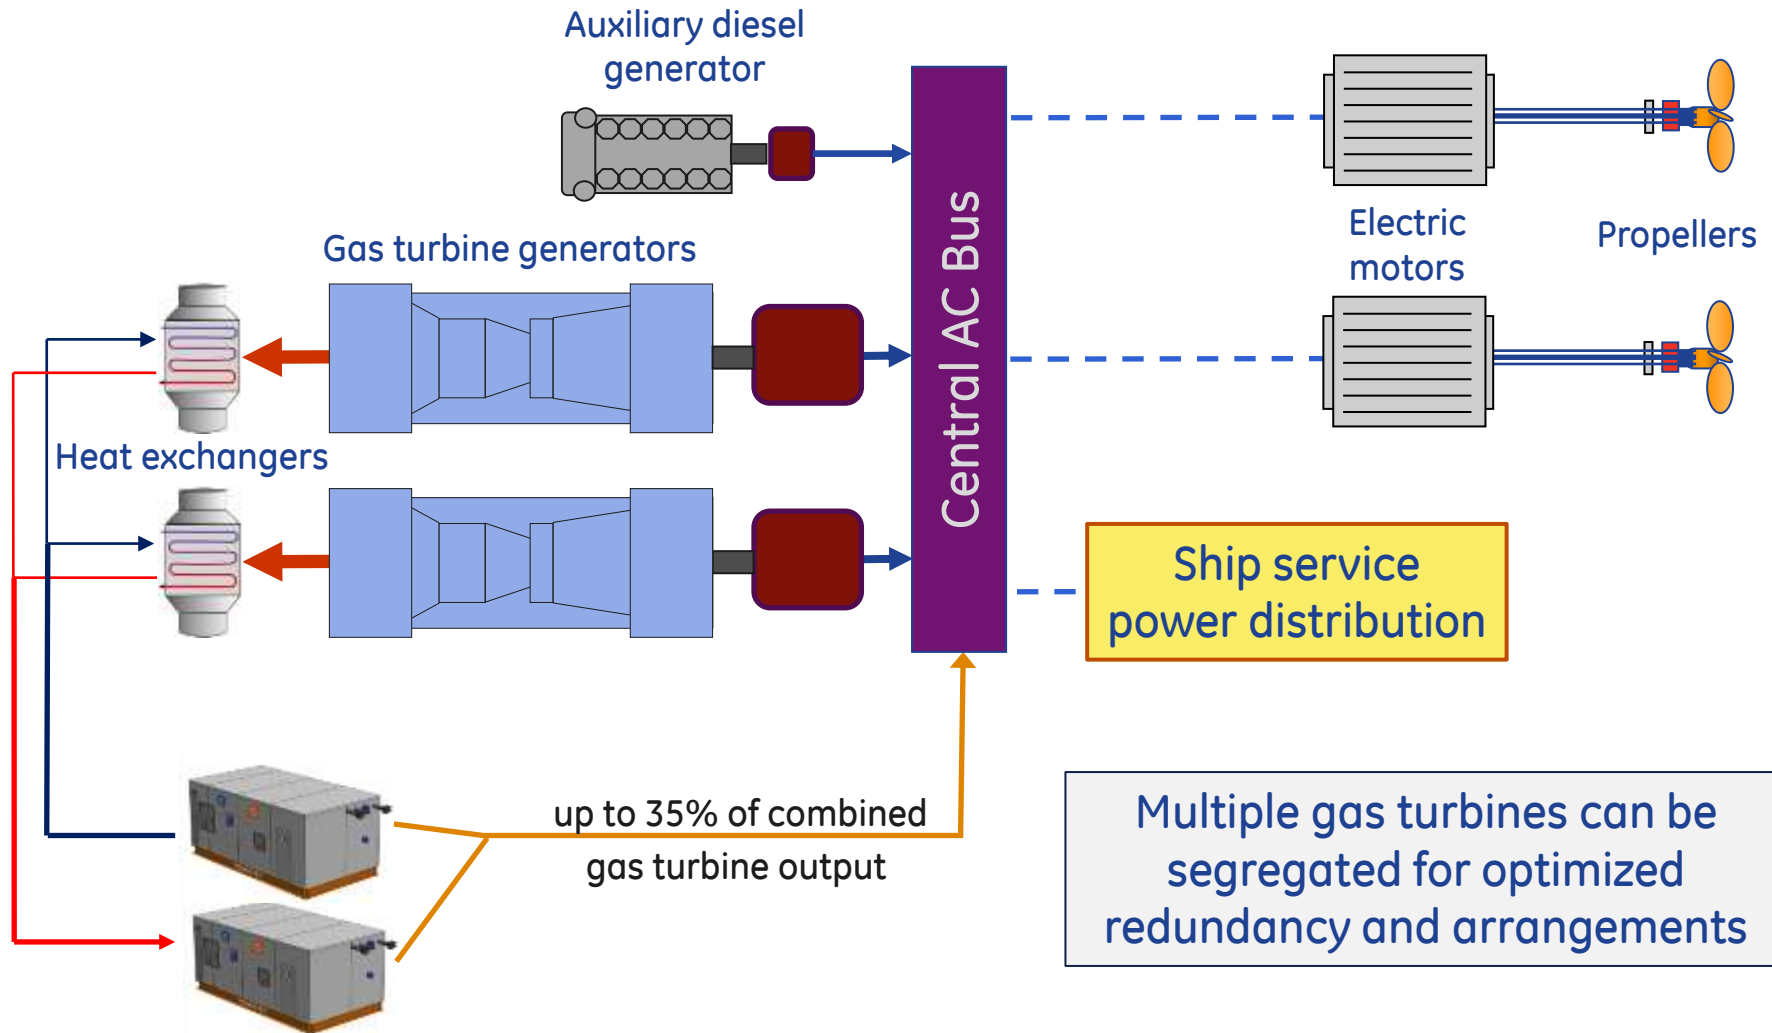 Auxiliary diesel
generator
Gas turbine generators
Heat exchangers
Central AC Bus
Electric
motors
Propellers
Ship service
power distribution
up to 35% of combined
gas turbine output
Multiple gas turbines can be
segregated for optimized
redundancy and arrangements